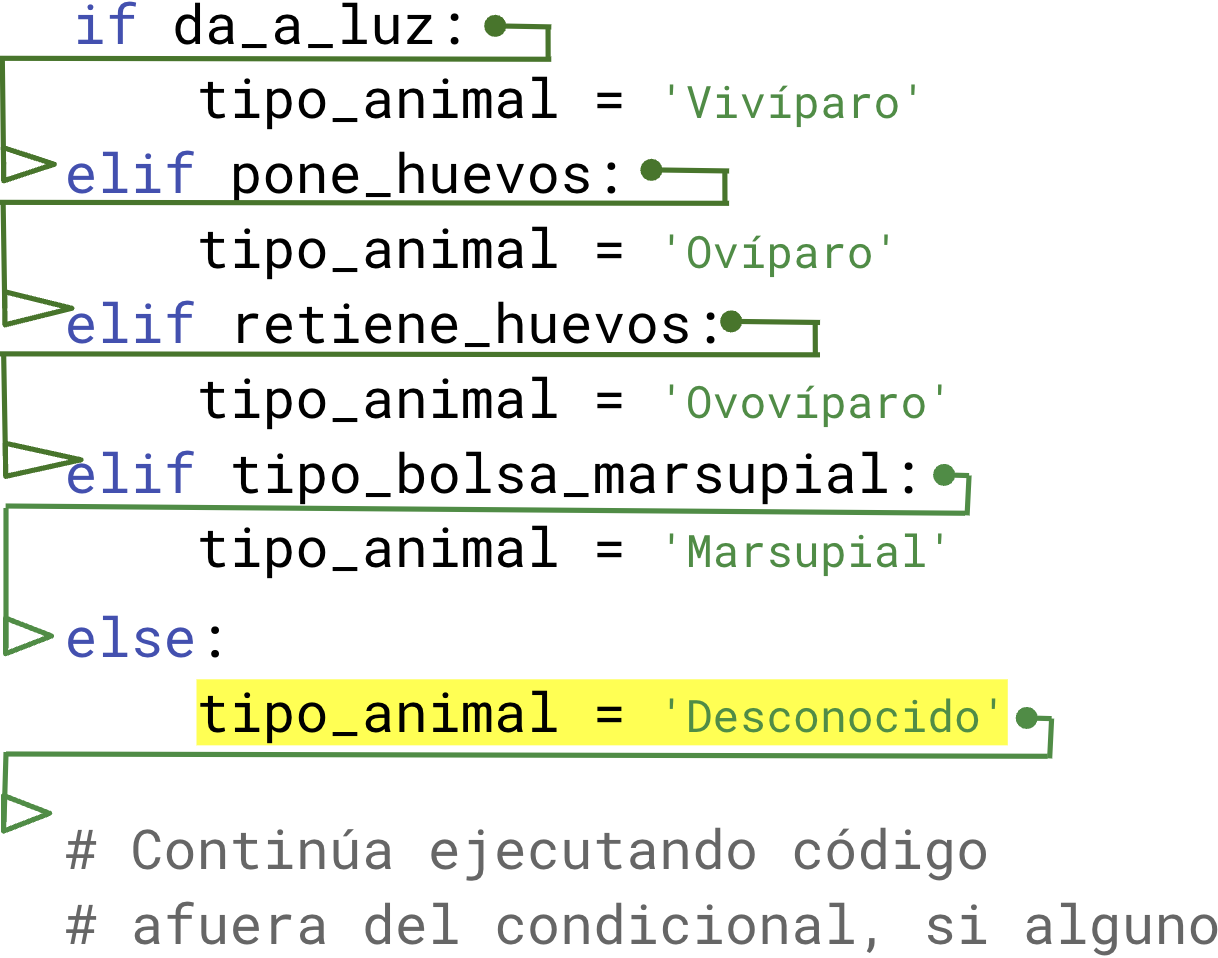 if da_a_luz:
tipo_animal = 'Vivíparo'
elif pone_huevos:
tipo_animal = 'Ovíparo'
elif retiene_huevos:
tipo_animal = 'Ovovíparo'
elif tipo_bolsa_marsupial:
tipo_animal = 'Marsupial'
else:
tipo_animal = 'Desconocido'
# Continúa ejecutando código
# afuera del condicional, si alguno